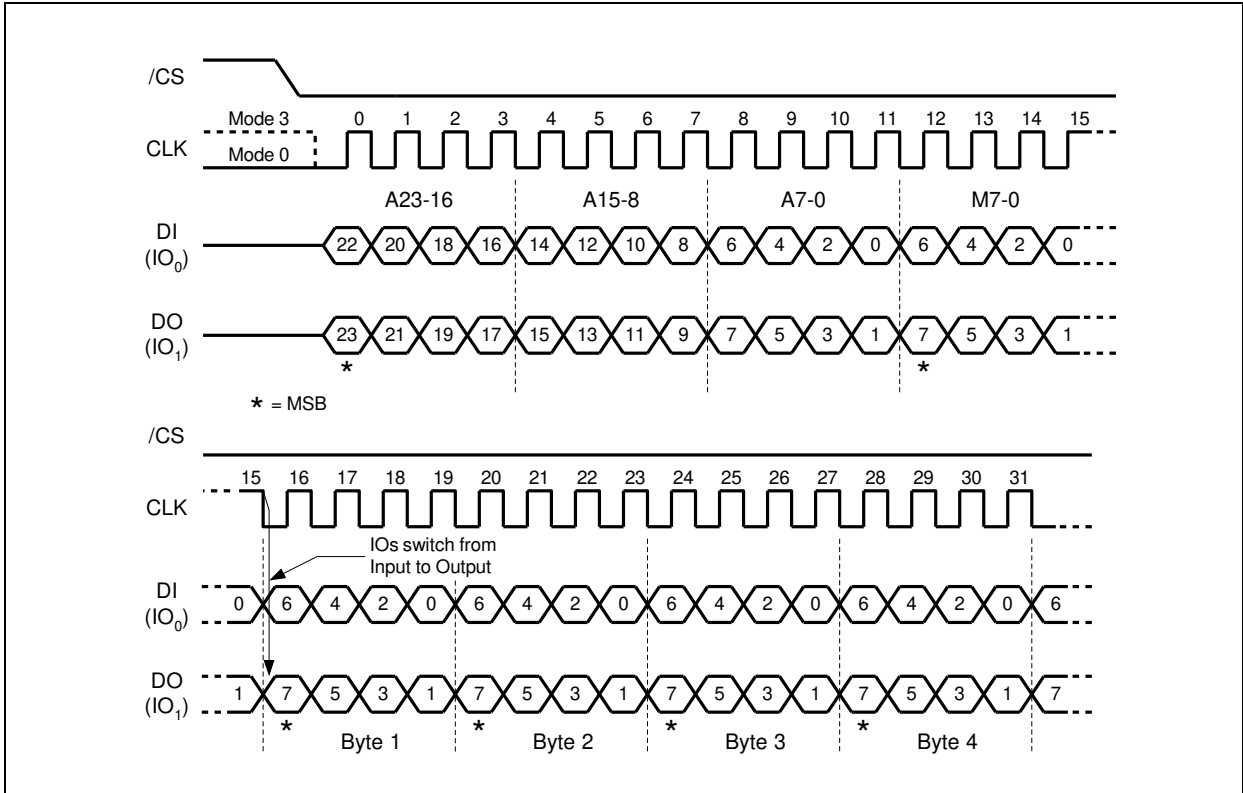 /CS
Mode 3 0 1 2 3 4 5 6 7 8 9 10 11 12 13 14 15
CLK
Mode 0
A23-16 A15-8 A7-0 M7-0
DI
(IO0) 22 20 18 16 14 12 10 8 6 4 2 0 6 4 2 0
DO
(IO1) 23 21 19 17 15 13 11 9 7 5 3 1 7 5 3 1
* *
* = MSB
/CS
15 16 17 18 19 20 21 22 23 24 25 26 27 28 29 30 31
CLK
IOs switch from
Input to Output
DI
(IO0) 0 6 4 2 0 6 4 2 0 6 4 2 0 6 4 2 0 6
DO
(IO1) 1 7 5 3 1 7 5 3 1 7 5 3 1 7 5 3 1 7
* * * *
Byte 1 Byte 2 Byte 3 Byte 4